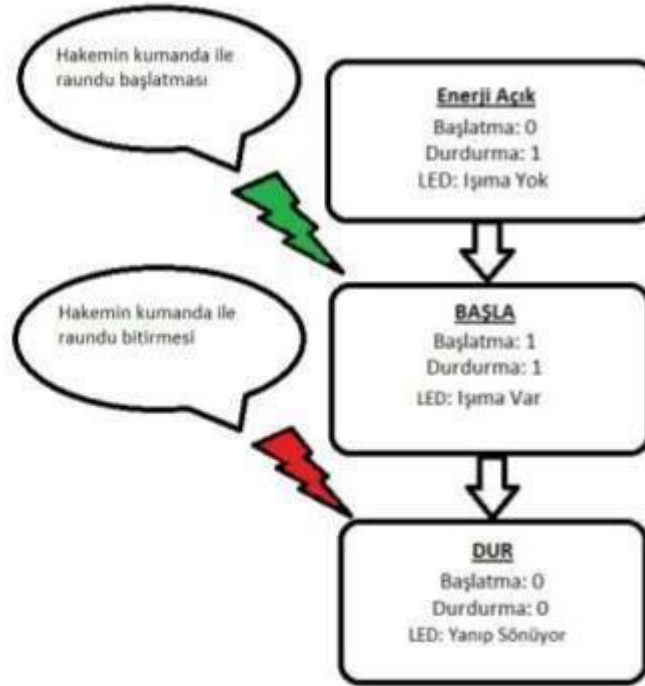 Hakemin kumanda ile
raundu başlatması
Enerji Açık
Başlatma: 0
Durdurma: 1
LED: Işıma Yok
Hakemin kumanda ile
raundu bitirmesi
BAŞLA
Başlatma: 1
Durdurma: 1
LED: Işıma Var
DUR
Başlatma: 0
Durdurma: 0
LED: Yanıp Sönüyor